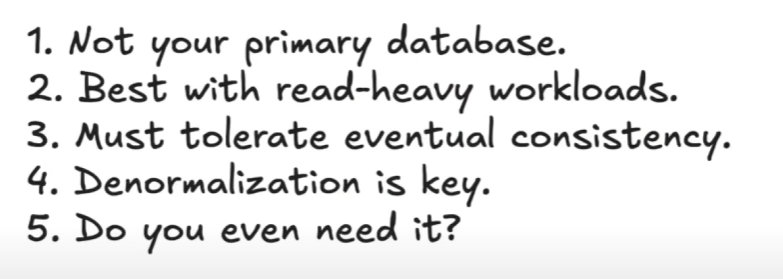 1. Not your primary database.
2. Best with read-heavy workloads.
3. Must tolerate eventual consistency.
4. Denormalization is key.
5. Do you even need it?